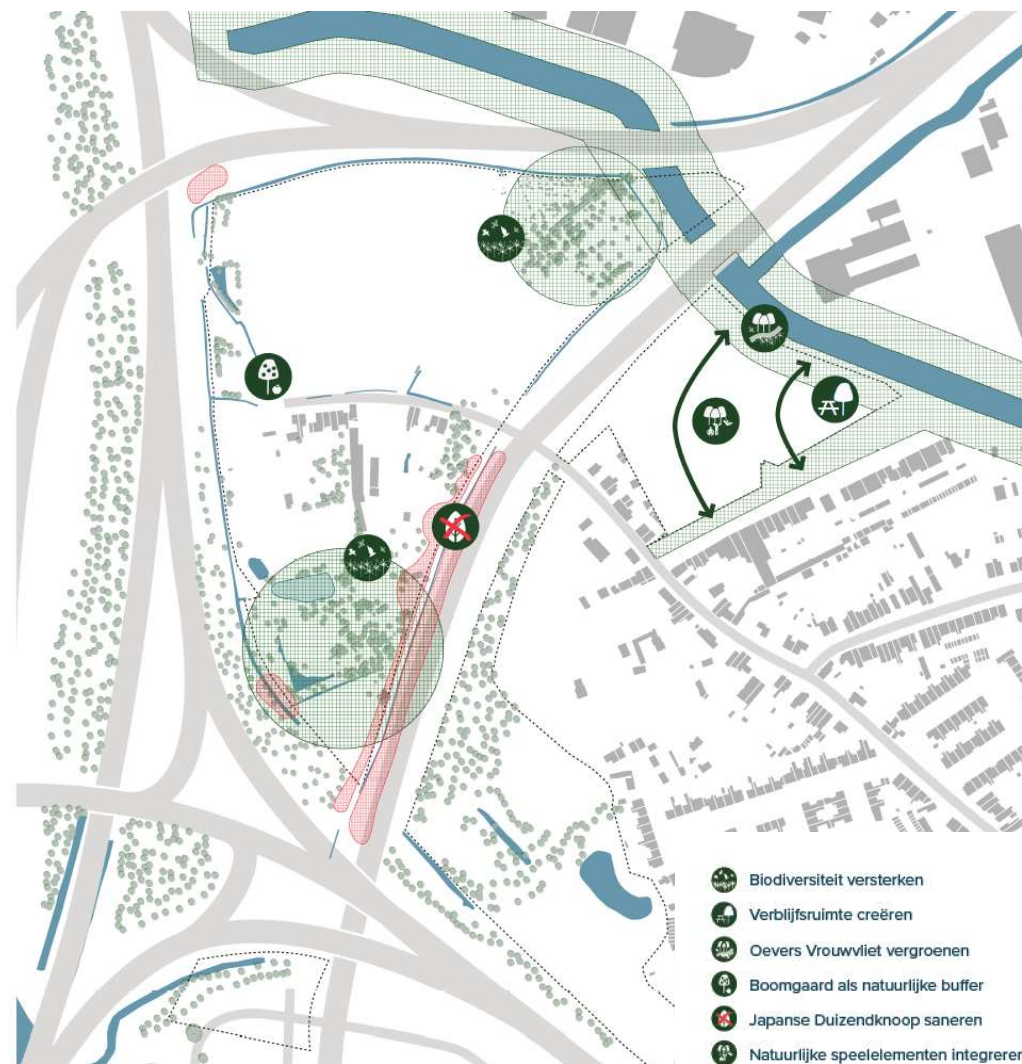 Biodiversiteit versterken
Verblijfsruimte creëren
Oevers Vrouwvliet vergroenen
Boomgaard als natuurlijke buffer
Japanse Duizendknoop saneren
Natuurlijke speelelementen integreren